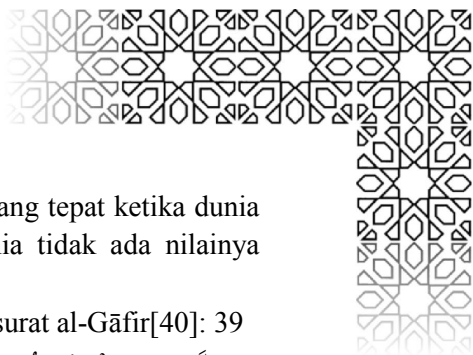 ang tepat ketika dunia
ia tidak ada nilainya
surat al-Gāfir[40]: 39